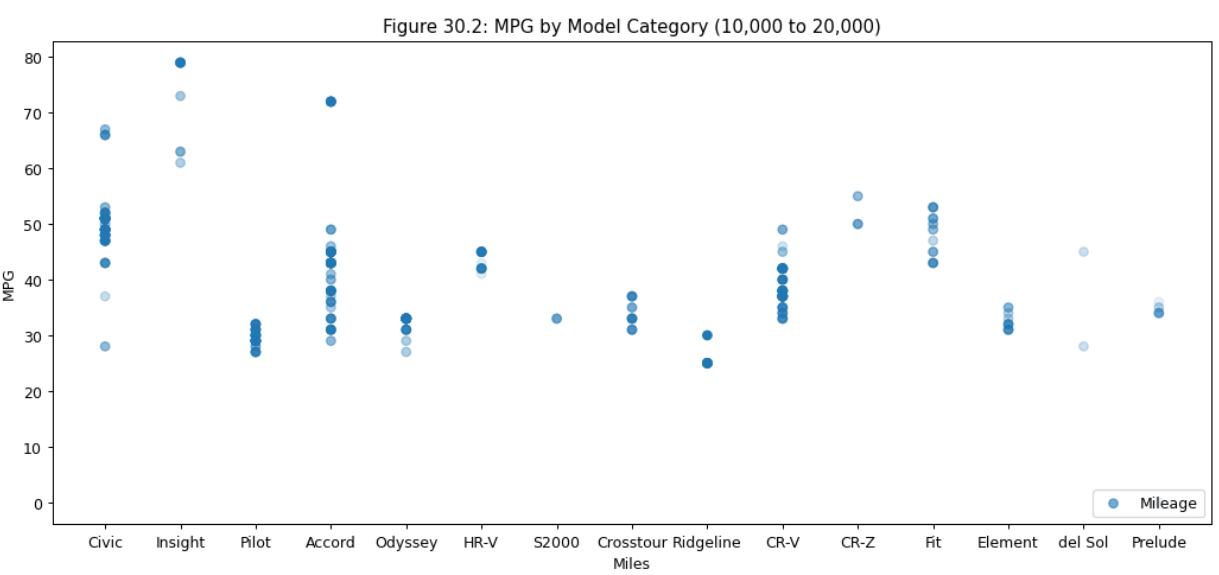 Figure 30.2: MPG by Model Category (10,000 to 20,000)
80
70
60
50
40
30
20
10
0
MPG
Mileage
Civic Insight Pilot Accord Odyssey HR-V S2000 Crosstour Ridgeline CR-V CR-Z Fit Element del Sol Prelude
Miles